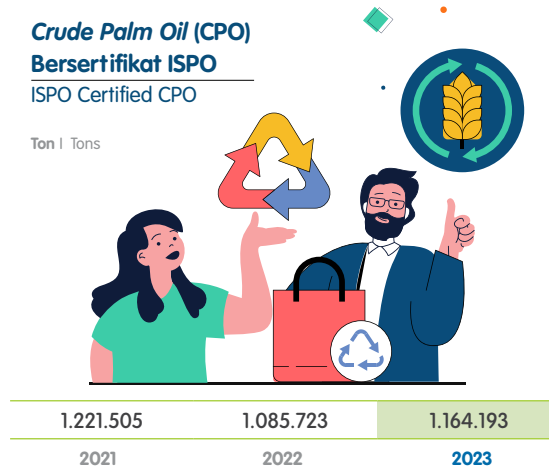 Crude Palm Oil (CPO)
Bersertifikat ISPO
ISPO Certified CPO
Ton | Tons
1.221.505 1.085.723 1.164.193
2021 2022 2023